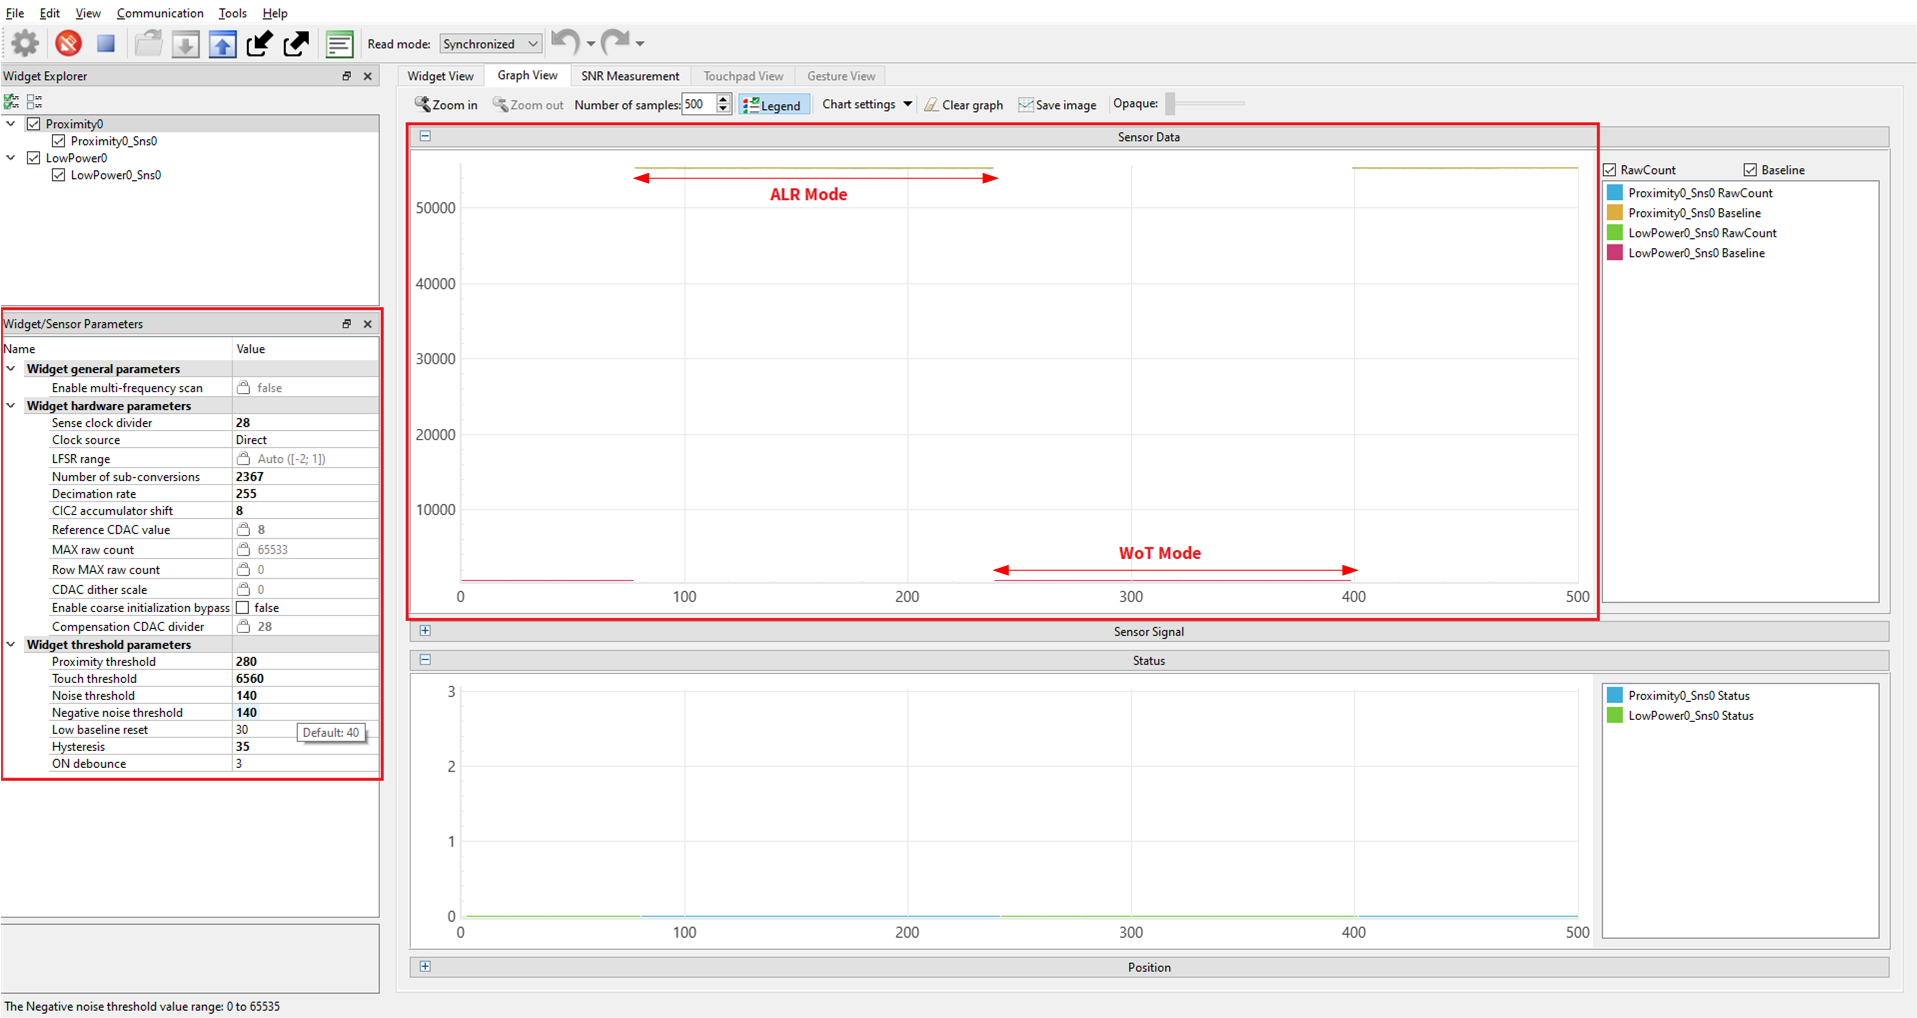 File Edit View Communication Tools Help
Read mode: Synchronized
Widget Explorer
Proximity0
Proximity0_Sns0
LowPower0
LowPower0_Sns0
Widget/Sensor Parameters
Name Value
Widget general parameters
Enable multi-frequency scan false
Widget hardware parameters
Sense clock divider 28
Clock source Direct
LFSR range Auto ([-2; 1])
Number of sub-conversions 2367
Decimation rate 255
CIC2 accumulator shift 8
Reference CDAC value 8
MAX raw count 65533
Row MAX raw count 0
CDAC dither scale 0
Enable coarse initialization bypass false
Compensation CDAC divider 28
Widget threshold parameters
Proximity threshold 280
Touch threshold 6560
Noise threshold 140
Negative noise threshold 140
Low baseline reset 30
Default: 40
Hysteresis 35
ON debounce 3
Widget View Graph View SNR Measurement Touchpad View Gesture View
Zoom in Zoom out Number of samples: 500 Legend Chart settings Clear graph Save image Opaque:
Sensor Data
ALR Mode
50000
40000
30000
20000
10000
WoT Mode
0 100 200 300 400 500
RawCount Baseline
Proximity0_Sns0 RawCount
Proximity0_Sns0 Baseline
LowPower0_Sns0 RawCount
LowPower0_Sns0 Baseline
Sensor Signal
Status
3
2
1
0
0 100 200 300 400 500
Proximity0_Sns0 Status
LowPower0_Sns0 Status
Position
The Negative noise threshold value range: 0 to 65535